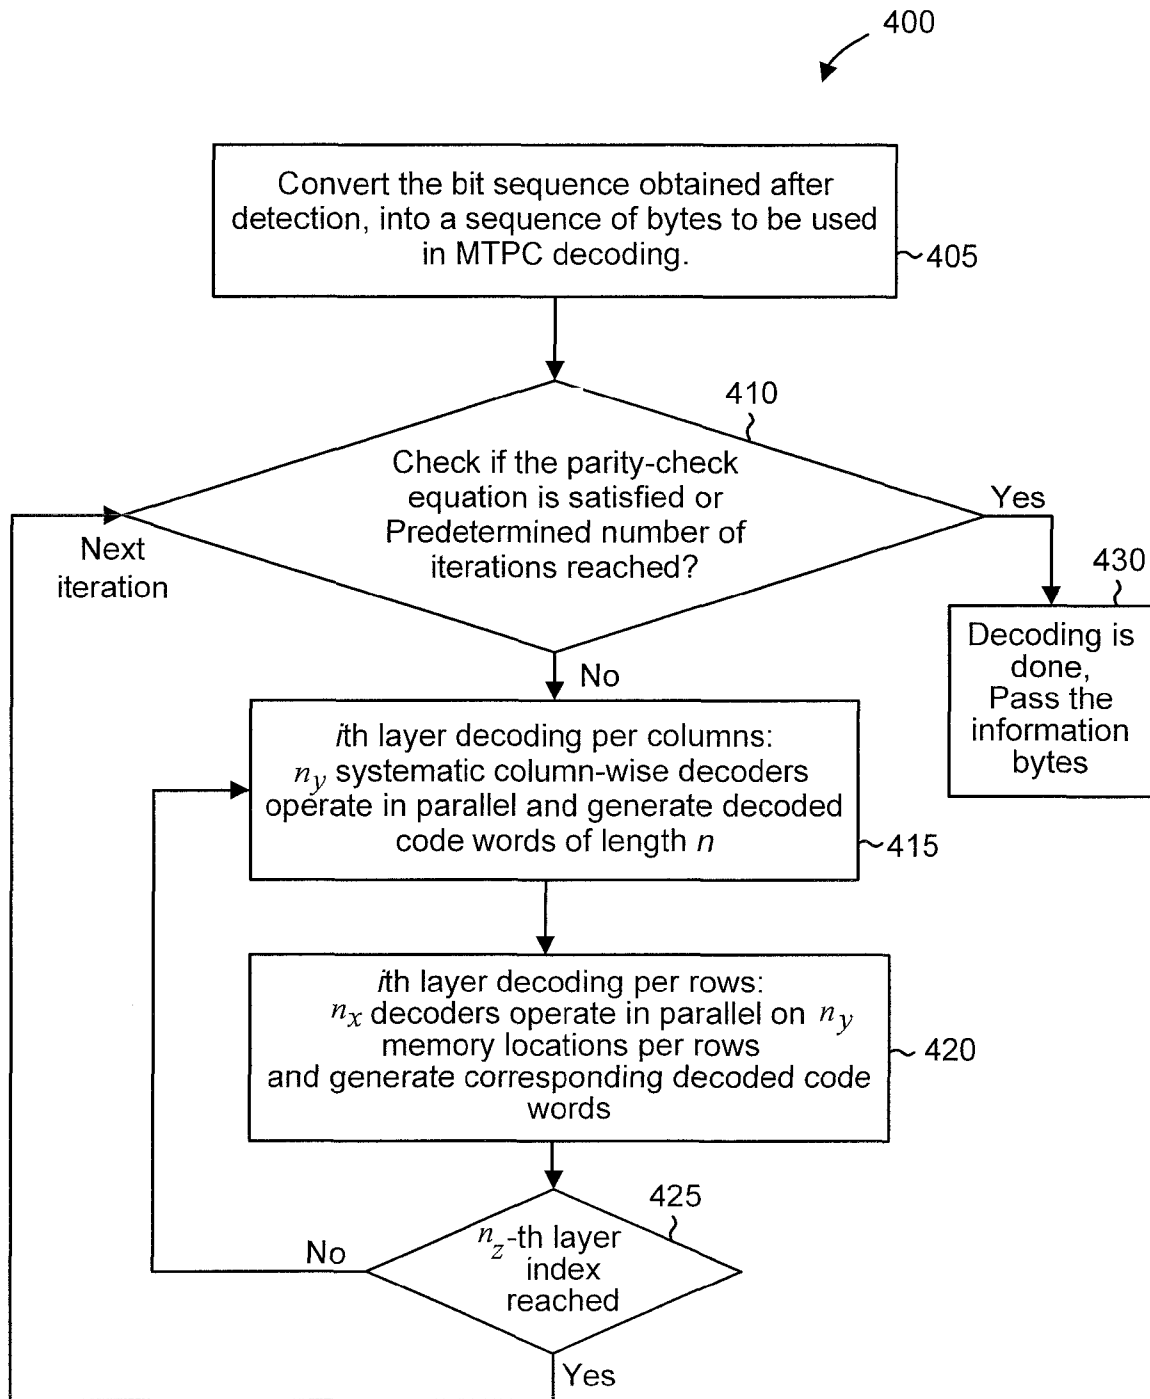 400
Convert the bit sequence obtained after
detection, into a sequence of bytes to be used
in MTPC decoding.
405
410
Check if the parity-check
equation is satisfied or
Predetermined number of
iterations reached?
Yes
Next
iteration
430
Decoding is
done,
Pass the
information
bytes
No
ith layer decoding per columns:
n_y systematic column-wise decoders
operate in parallel and generate decoded
code words of length n
415
ith layer decoding per rows:
n_x decoders operate in parallel on n_y
memory locations per rows
and generate corresponding decoded code
words
420
425
n_z-th layer
index
reached
No
Yes